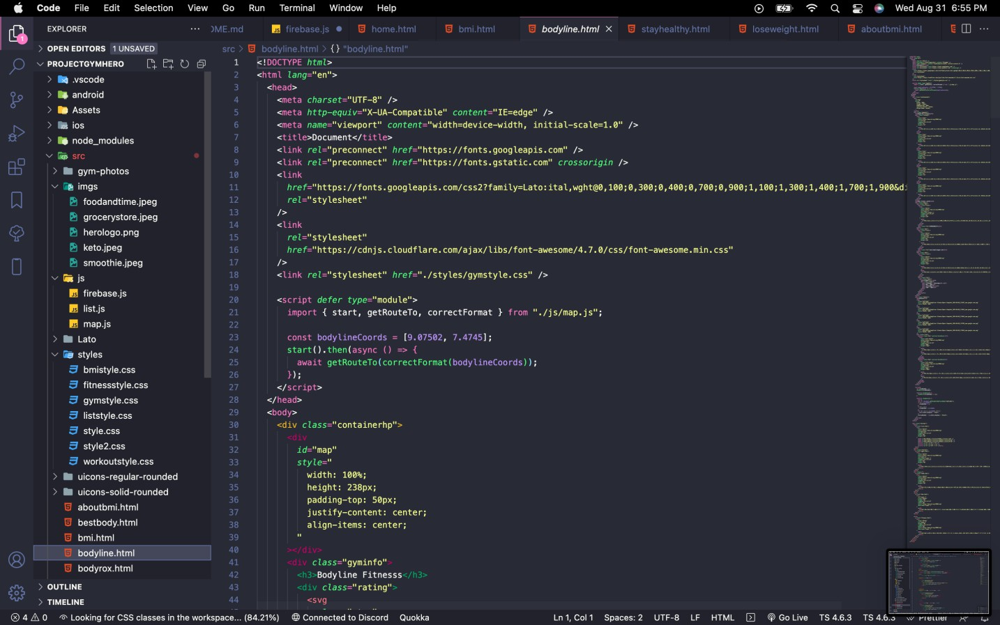 Code File Edit Selection View Go Run Terminal Window Help Wed Aug 31 6:55 PM
EXPLORER
OME.md firebase.js home.html bmi.html bodyline.html stayhealthy.html loseweight.html aboutbmi.html
OPEN EDITORS 1 UNSAVED
src > bodyline.html > {} "bodyline.html"
PROJECTGYMHERO
.vscode
android
Assets
ios
node_modules
src
gym-photos
imgs
foodandtime.jpeg
grocerystore.jpeg
herologo.png
keto.jpeg
smoothie.jpeg
js
firebase.js
list.js
map.js
Lato
styles
bmistyle.css
fitnessstyle.css
gymstyle.css
liststyle.css
style.css
style2.css
workoutstyle.css
uicons-regular-rounded
uicons-solid-rounded
aboutbmi.html
bestbody.html
bmi.html
bodyline.html
bodyrox.html
OUTLINE
TIMELINE
1 <!DOCTYPE html>
2 <html lang="en">
3 <head>
4 <meta charset="UTF-8" />
5 <meta http-equiv="X-UA-Compatible" content="IE=edge" />
6 <meta name="viewport" content="width=device-width, initial-scale=1.0" />
7 <title>Document</title>
8 <link rel="preconnect" href="https://fonts.googleapis.com" />
9 <link rel="preconnect" href="https://fonts.gstatic.com" crossorigin />
10 <link
11 href="https://fonts.googleapis.com/css2?family=Lato:ital,wght@0,100;0,300;0,400;0,700;0,900;1,100;1,300;1,400;1,700;1,900&di
12 rel="stylesheet"
13 />
14 <link
15 rel="stylesheet"
16 href="https://cdnjs.cloudflare.com/ajax/libs/font-awesome/4.7.0/css/font-awesome.min.css"
17 />
18 <link rel="stylesheet" href="./styles/gymstyle.css" />
19
20 <script defer type="module">
21 import { start, getRouteTo, correctFormat } from "./js/map.js";
22
23 const bodylineCoords = [9.07502, 7.4745];
24 start().then(async () => {
25 await getRouteTo(correctFormat(bodylineCoords));
26 });
27 </script>
28 </head>
29 <body>
30 <div class="containerhp">
31 <div
32 id="map"
33 style="
34 width: 100%;
35 height: 238px;
36 padding-top: 50px;
37 justify-content: center;
38 align-items: center;
39 "
40 ></div>
41 <div class="gyminfo">
42 <h3>Bodyline Fitnesss</h3>
43 <div class="rating">
44 <svg
4 0 Looking for CSS classes in the workspace... (84.21%) Connected to Discord Quokka Ln 1, Col 1 Spaces: 2 UTF-8 LF HTML Go Live TS 4.6.3 TS 4.6.3 Prettier